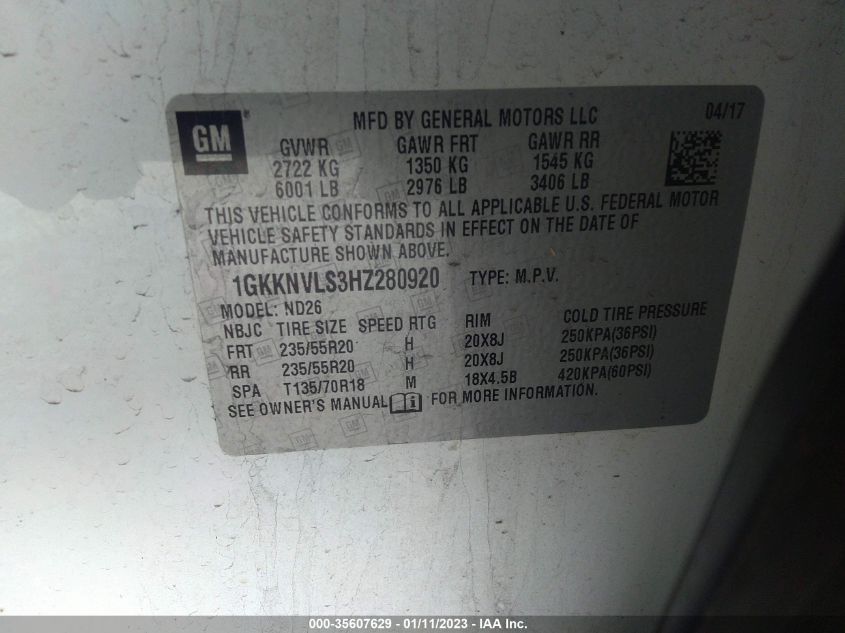 GM
MFD BY GENERAL MOTORS LLC 04/17
GVWR GAWR FRT GAWR RR
2722 KG 1350 KG 1545 KG
6001 LB 2976 LB 3406 LB
THIS VEHICLE CONFORMS TO ALL APPLICABLE U.S. FEDERAL MOTOR
VEHICLE SAFETY STANDARDS IN EFFECT ON THE DATE OF
MANUFACTURE SHOWN ABOVE.
1GKKNVLS3HZ280920 TYPE: M.P.V.
MODEL: ND26
NBJC TIRE SIZE SPEED RTG RIM COLD TIRE PRESSURE
FRT 235/55R20 H 20X8J 250KPA(36PSI)
RR 235/55R20 H 20X8J 250KPA(36PSI)
SPA T135/70R18 M 18X4.5B 420KPA(60PSI)
SEE OWNER'S MANUAL FOR MORE INFORMATION.
000-35607629 - 01/11/2023 - IAA Inc.